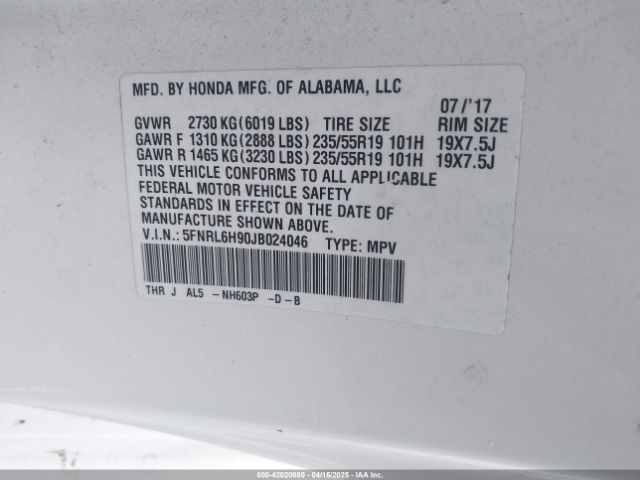 MFD. BY HONDA MFG. OF ALABAMA, LLC
07/'17
GVWR 2730 KG(6019 LBS) TIRE SIZE RIM SIZE
GAWR F 1310 KG(2888 LBS) 235/55R19 101H 19X7.5J
GAWR R 1465 KG(3230 LBS) 235/55R19 101H 19X7.5J
THIS VEHICLE CONFORMS TO ALL APPLICABLE
FEDERAL MOTOR VEHICLE SAFETY
STANDARDS IN EFFECT ON THE DATE OF
MANUFACTURE SHOWN ABOVE.
V.I.N.: 5FNRL6H90JB024046 TYPE: MPV
THR J AL5 -NH603P -D-B
000-42020880 - 04/15/2025 - IAAI.COM